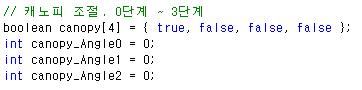 // 캐노피 조절. 0단계 ~ 3단계
boolean canopy[4] = { true, false, false, false };
int canopy_Angle0 = 0;
int canopy_Angle1 = 0;
int canopy_Angle2 = 0;